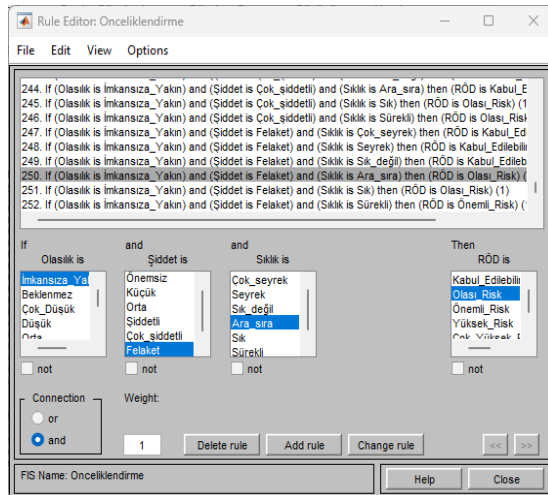 Rule Editor: Onceliklendirme
File Edit View Options
244. If (Olasılık is İmkansıza_Yakın) and (Şiddet is Çok_şiddetli) and (Sıklık is Ara_sıra) then (RÖD is Kabul_E
245. If (Olasılık is İmkansıza_Yakın) and (Şiddet is Çok_şiddetli) and (Sıklık is Sık) then (RÖD is Olası_Risk) (1
246. If (Olasılık is İmkansıza_Yakın) and (Şiddet is Çok_şiddetli) and (Sıklık is Sürekli) then (RÖD is Olası_Risk
247. If (Olasılık is İmkansıza_Yakın) and (Şiddet is Felaket) and (Sıklık is Çok_seyrek) then (RÖD is Kabul_Ed
248. If (Olasılık is İmkansıza_Yakın) and (Şiddet is Felaket) and (Sıklık is Seyrek) then (RÖD is Kabul_Edilebilir
249. If (Olasılık is İmkansıza_Yakın) and (Şiddet is Felaket) and (Sıklık is Sık_değil) then (RÖD is Kabul_Edileb
250. If (Olasılık is İmkansıza_Yakın) and (Şiddet is Felaket) and (Sıklık is Ara_sıra) then (RÖD is Olası_Risk) (
251. If (Olasılık is İmkansıza_Yakın) and (Şiddet is Felaket) and (Sıklık is Sık) then (RÖD is Olası_Risk) (1)
252. If (Olasılık is İmkansıza_Yakın) and (Şiddet is Felaket) and (Sıklık is Sürekli) then (RÖD is Önemli_Risk) (
If and and Then
Olasılık is Şiddet is Sıklık is RÖD is
İmkansıza_Yal Önemsiz Çok_seyrek Kabul_Edilebilir
Beklenmez Küçük Seyrek Olası_Risk
Çok_Düşük Orta Sık_değil Önemli_Risk
Düşük Şiddetli Ara_sıra Yüksek_Risk
Orta Çok_şiddetli Sık Çok_Yüksek_F
Felaket Sürekli
not not not not
Connection Weight:
or
and 1 Delete rule Add rule Change rule << >>
FIS Name: Onceliklendirme Help Close